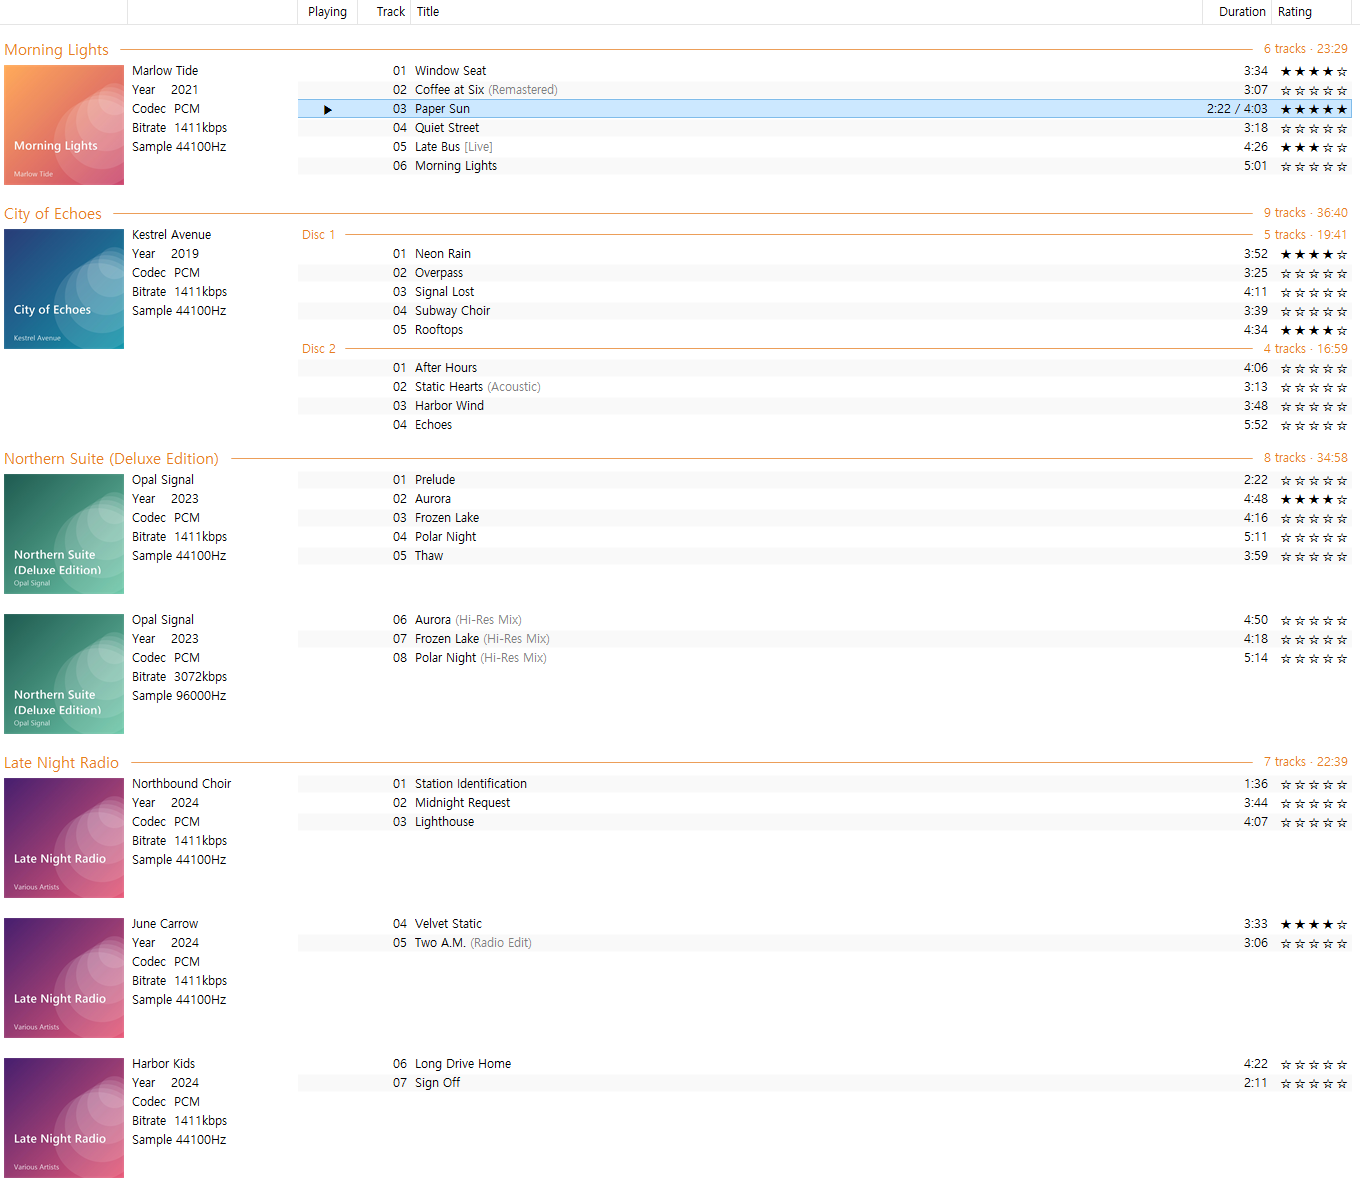 Playing Track Title Duration Rating
Morning Lights 6 tracks · 23:29
Morning Lights
Marlow Tide
Marlow Tide
Year 2021
Codec PCM
Bitrate 1411kbps
Sample 44100Hz
01 Window Seat 3:34 ★★★★☆
02 Coffee at Six (Remastered) 3:07 ☆☆☆☆☆
▶ 03 Paper Sun 2:22 / 4:03 ★★★★★
04 Quiet Street 3:18 ☆☆☆☆☆
05 Late Bus [Live] 4:26 ★★★☆☆
06 Morning Lights 5:01 ☆☆☆☆☆
City of Echoes 9 tracks · 36:40
City of Echoes
Kestrel Avenue
Kestrel Avenue
Year 2019
Codec PCM
Bitrate 1411kbps
Sample 44100Hz
Disc 1 5 tracks · 19:41
01 Neon Rain 3:52 ★★★★☆
02 Overpass 3:25 ☆☆☆☆☆
03 Signal Lost 4:11 ☆☆☆☆☆
04 Subway Choir 3:39 ☆☆☆☆☆
05 Rooftops 4:34 ★★★★☆
Disc 2 4 tracks · 16:59
01 After Hours 4:06 ☆☆☆☆☆
02 Static Hearts (Acoustic) 3:13 ☆☆☆☆☆
03 Harbor Wind 3:48 ☆☆☆☆☆
04 Echoes 5:52 ☆☆☆☆☆
Northern Suite (Deluxe Edition) 8 tracks · 34:58
Northern Suite
(Deluxe Edition)
Opal Signal
Opal Signal
Year 2023
Codec PCM
Bitrate 1411kbps
Sample 44100Hz
01 Prelude 2:22 ☆☆☆☆☆
02 Aurora 4:48 ★★★★☆
03 Frozen Lake 4:16 ☆☆☆☆☆
04 Polar Night 5:11 ☆☆☆☆☆
05 Thaw 3:59 ☆☆☆☆☆
Northern Suite
(Deluxe Edition)
Opal Signal
Opal Signal
Year 2023
Codec PCM
Bitrate 3072kbps
Sample 96000Hz
06 Aurora (Hi-Res Mix) 4:50 ☆☆☆☆☆
07 Frozen Lake (Hi-Res Mix) 4:18 ☆☆☆☆☆
08 Polar Night (Hi-Res Mix) 5:14 ☆☆☆☆☆
Late Night Radio 7 tracks · 22:39
Late Night Radio
Various Artists
Northbound Choir
Year 2024
Codec PCM
Bitrate 1411kbps
Sample 44100Hz
01 Station Identification 1:36 ☆☆☆☆☆
02 Midnight Request 3:44 ☆☆☆☆☆
03 Lighthouse 4:07 ☆☆☆☆☆
Late Night Radio
Various Artists
June Carrow
Year 2024
Codec PCM
Bitrate 1411kbps
Sample 44100Hz
04 Velvet Static 3:33 ★★★★☆
05 Two A.M. (Radio Edit) 3:06 ☆☆☆☆☆
Late Night Radio
Various Artists
Harbor Kids
Year 2024
Codec PCM
Bitrate 1411kbps
Sample 44100Hz
06 Long Drive Home 4:22 ☆☆☆☆☆
07 Sign Off 2:11 ☆☆☆☆☆